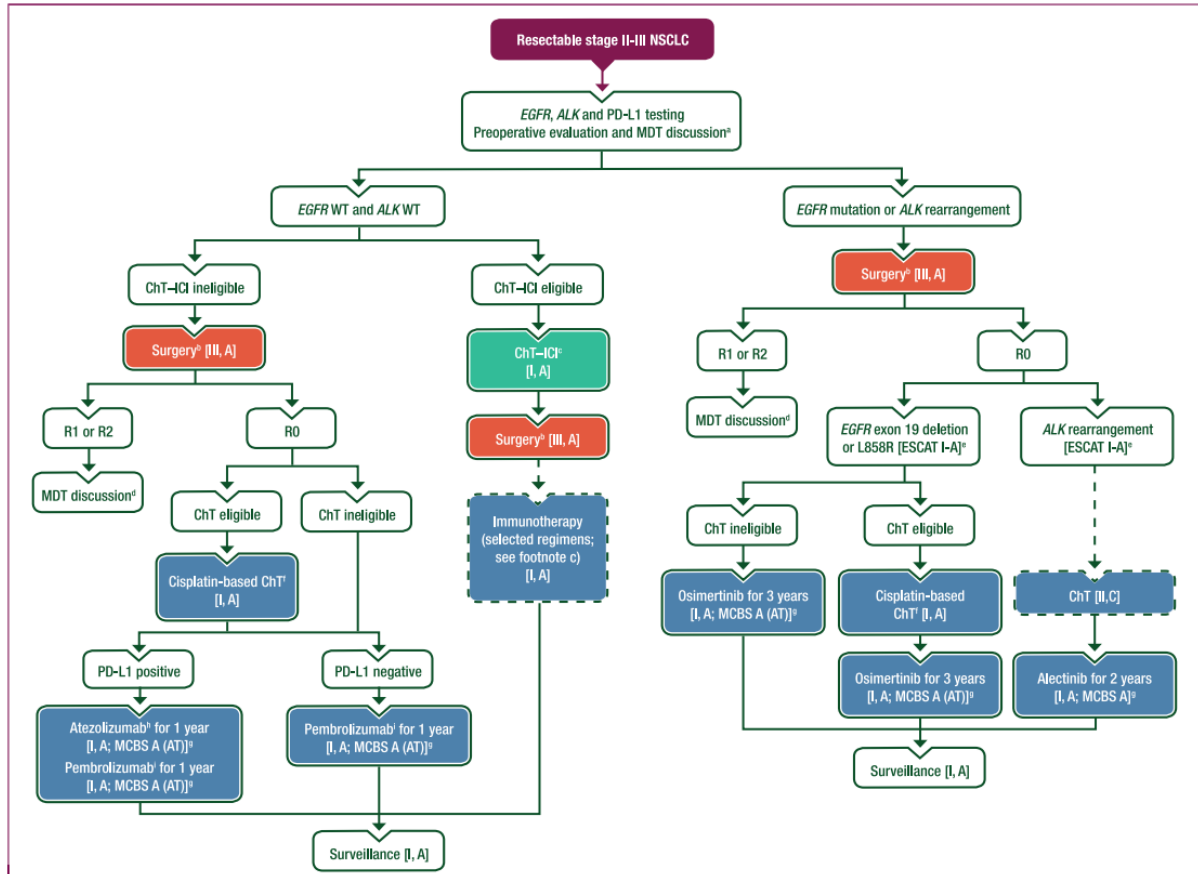 Resectable stage II-III NSCLC
EGFR, ALK and PD-L1 testing
Preoperative evaluation and MDT discussionᵃ
EGFR WT and ALK WT
EGFR mutation or ALK rearrangement
ChT–ICI ineligible
ChT–ICI eligible
Surgeryᵇ [III, A]
Surgeryᵇ [III, A]
ChT–ICIᶜ
[I, A]
R1 or R2
R0
R1 or R2
R0
MDT discussionᵈ
Surgeryᵇ [III, A]
MDT discussionᵈ
EGFR exon 19 deletion
or L858R [ESCAT I-A]ᵉ
ALK rearrangement
[ESCAT I-A]ᵉ
ChT eligible
ChT ineligible
Immunotherapy
(selected regimens;
see footnote c)
[I, A]
ChT ineligible
ChT eligible
Cisplatin-based ChTᶠ
[I, A]
Osimertinib for 3 years
[I, A; MCBS A (AT)]ᵍ
Cisplatin-based
ChTᶠ [I, A]
ChT [II,C]
PD-L1 positive
PD-L1 negative
Osimertinib for 3 years
[I, A; MCBS A (AT)]ᵍ
Alectinib for 2 years
[I, A; MCBS A]ᵍ
Atezolizumabʰ for 1 year
[I, A; MCBS A (AT)]ᵍ
Pembrolizumabⁱ for 1 year
[I, A; MCBS A (AT)]ᵍ
Pembrolizumabⁱ for 1 year
[I, A; MCBS A (AT)]ᵍ
Surveillance [I, A]
Surveillance [I, A]